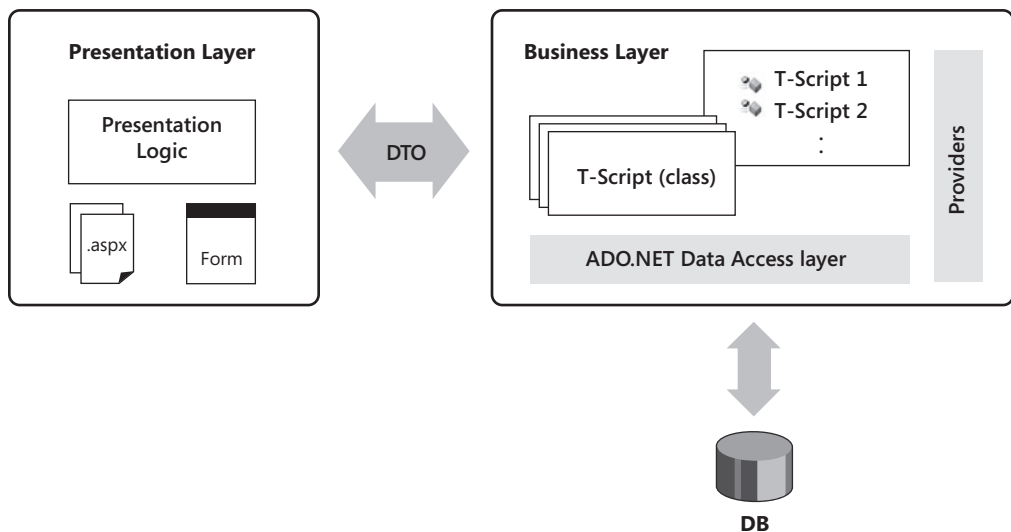 Presentation Layer
Presentation
Logic
.aspx
Form
DTO
Business Layer
T-Script 1
T-Script 2
:
T-Script (class)
ADO.NET Data Access layer
Providers
DB